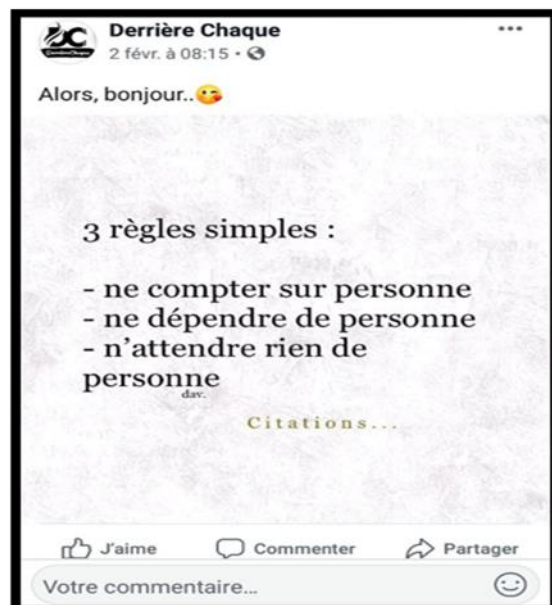 Derrière Chaque
2 févr. à 08:15
Alors, bonjour..😋
3 règles simples :
- ne compter sur personne
- ne dépendre de personne
- n’attendre rien de
personne
dav.
Citations...
J'aime Commenter Partager
Votre commentaire...